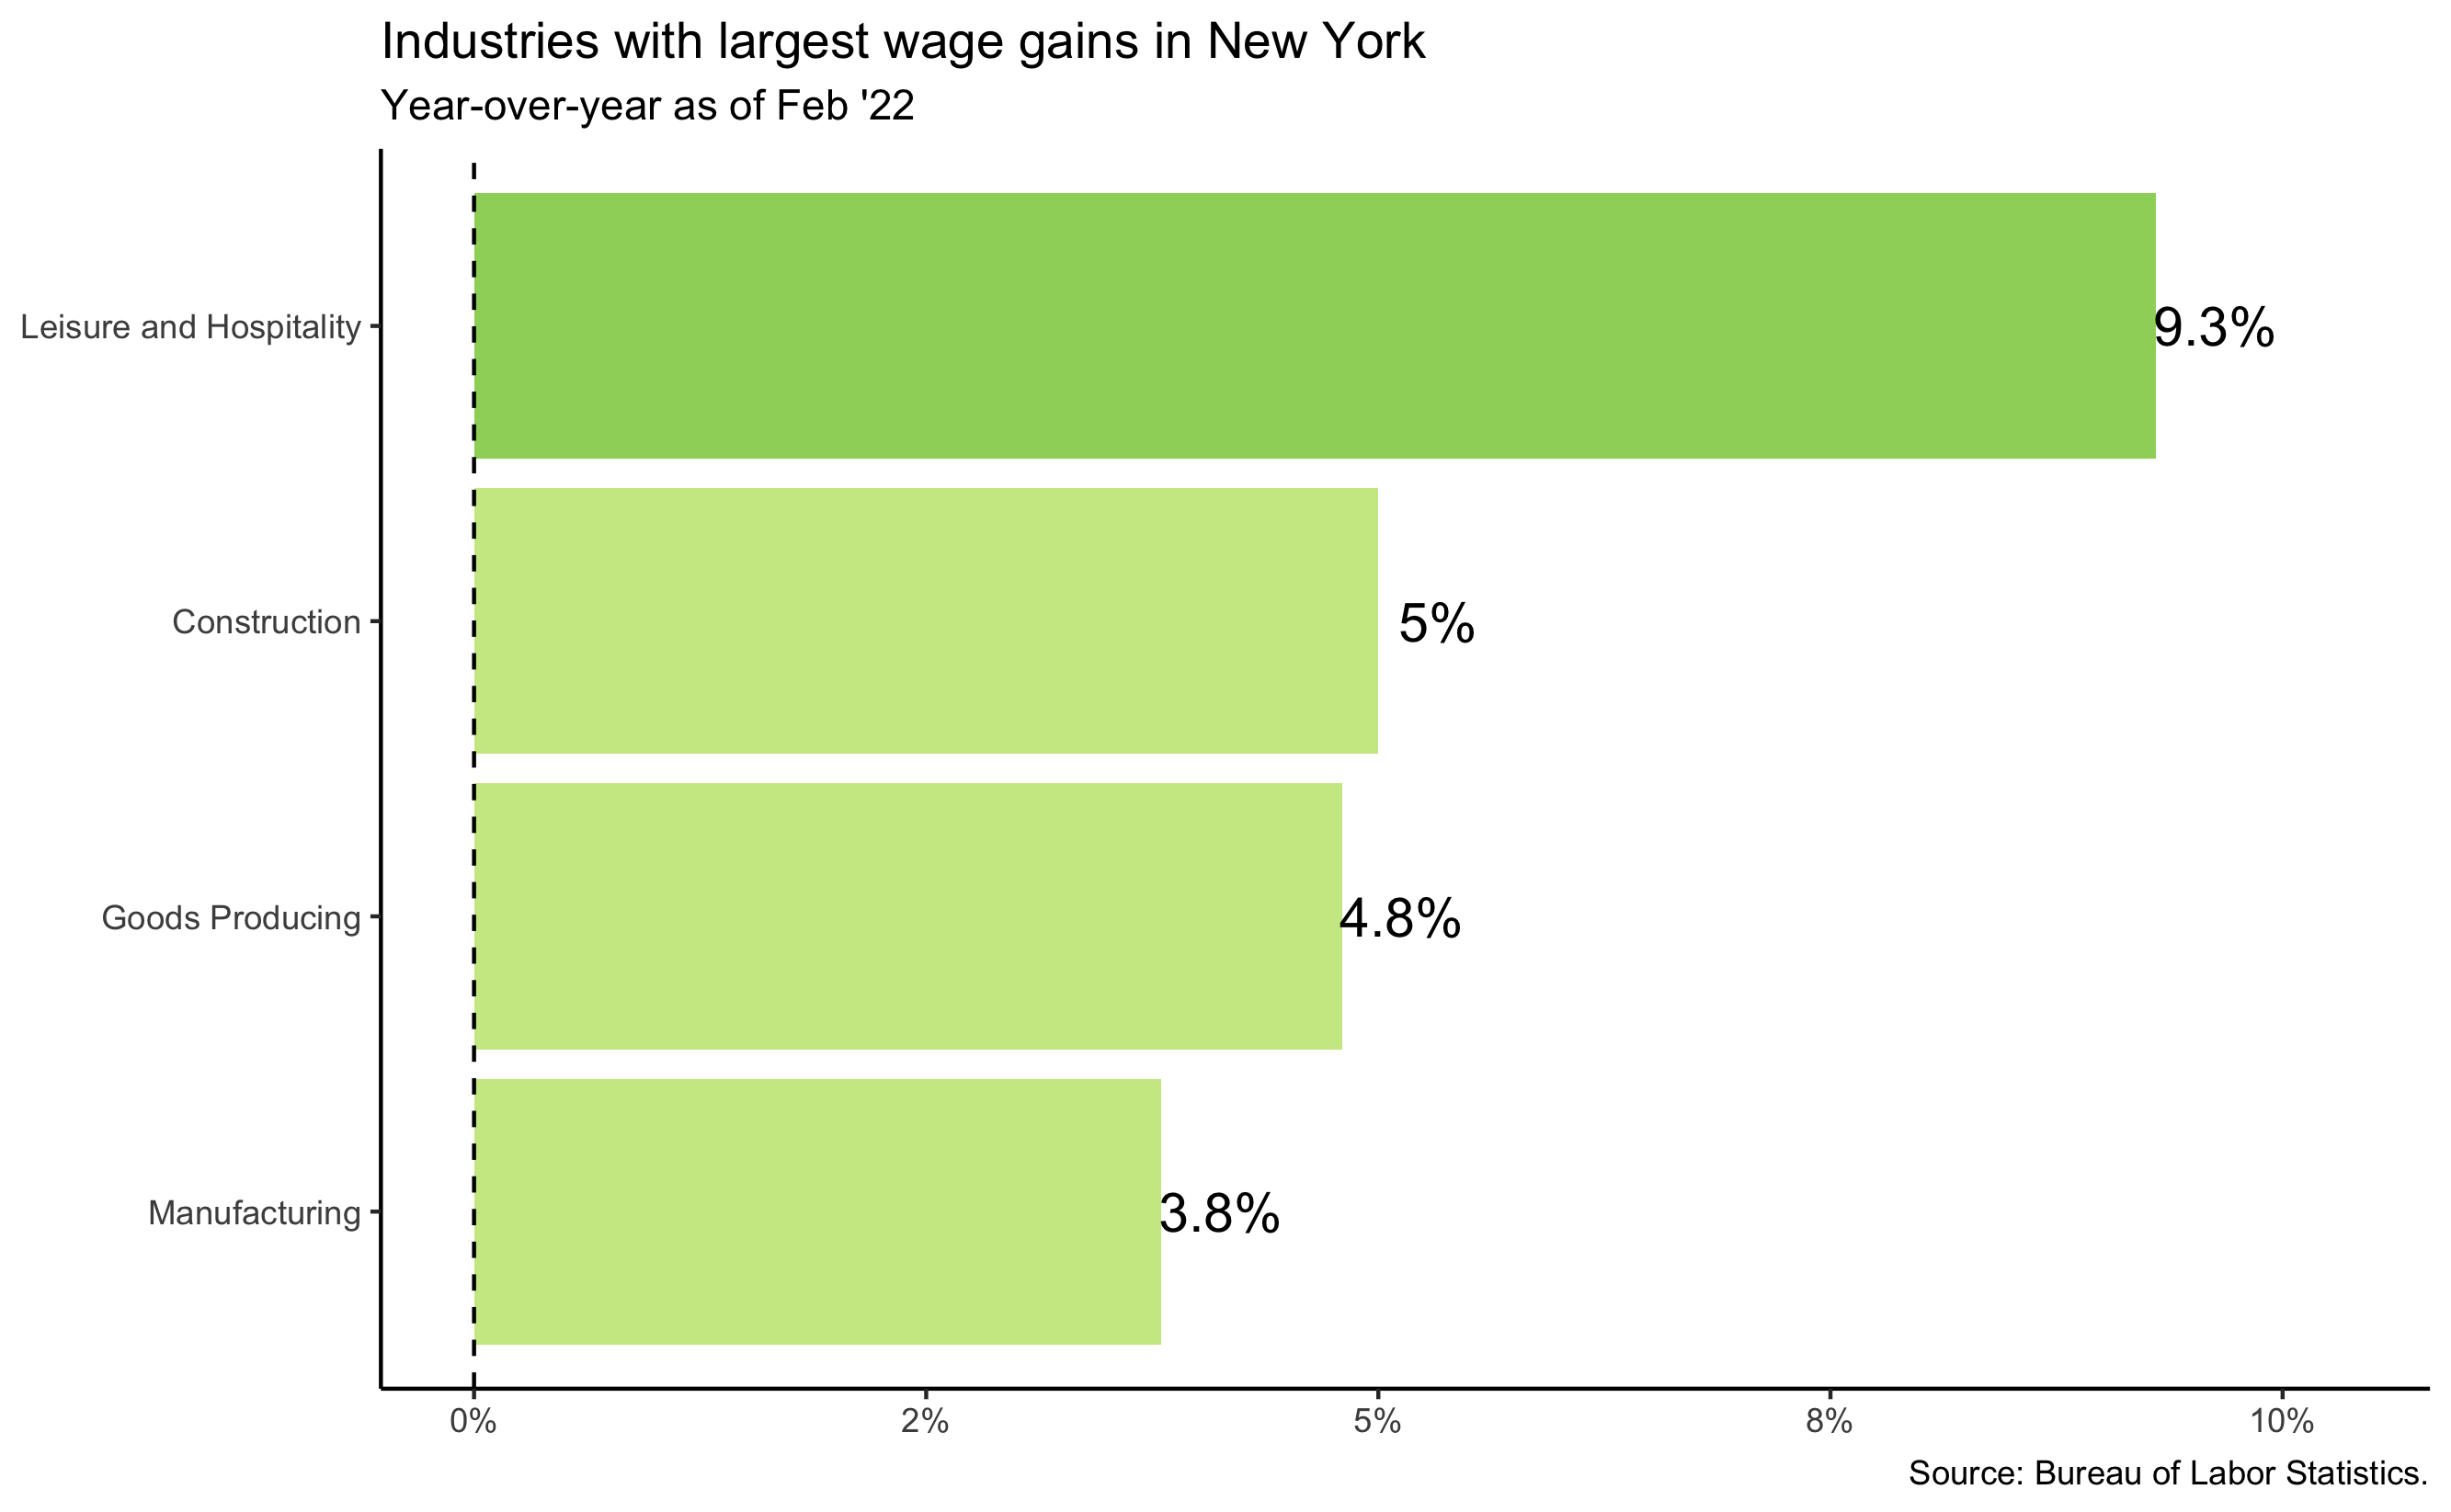 Industries with largest wage gains in New York
Year-over-year as of Feb '22
Leisure and Hospitality
9.3%
Construction
5%
Goods Producing
4.8%
Manufacturing
3.8%
0% 2% 5% 8% 10%
Source: Bureau of Labor Statistics.